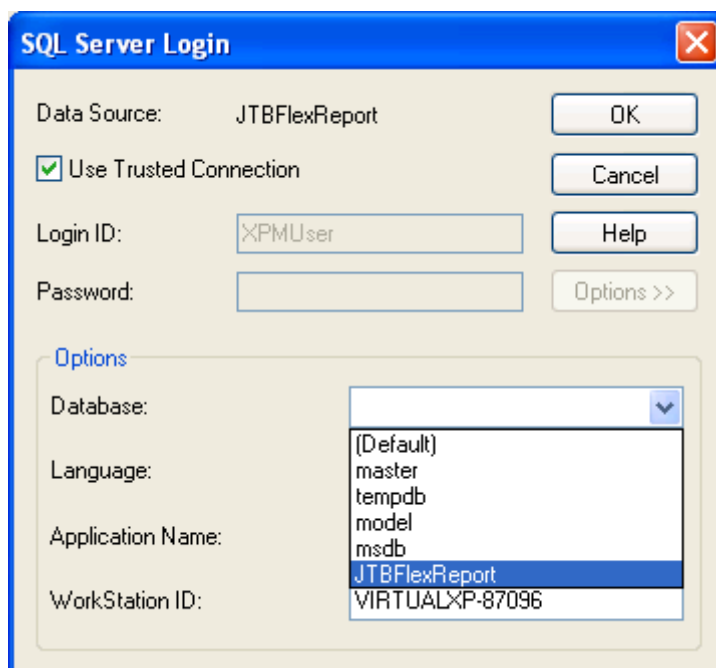 SQL Server Login
Data Source: JTBFlexReport OK
Use Trusted Connection Cancel
Login ID: XPMUser Help
Password: Options >>
Options
Database:
(Default)
Language: master
tempdb
model
Application Name: msdb
JTBFlexReport
WorkStation ID: VIRTUALXP-87096